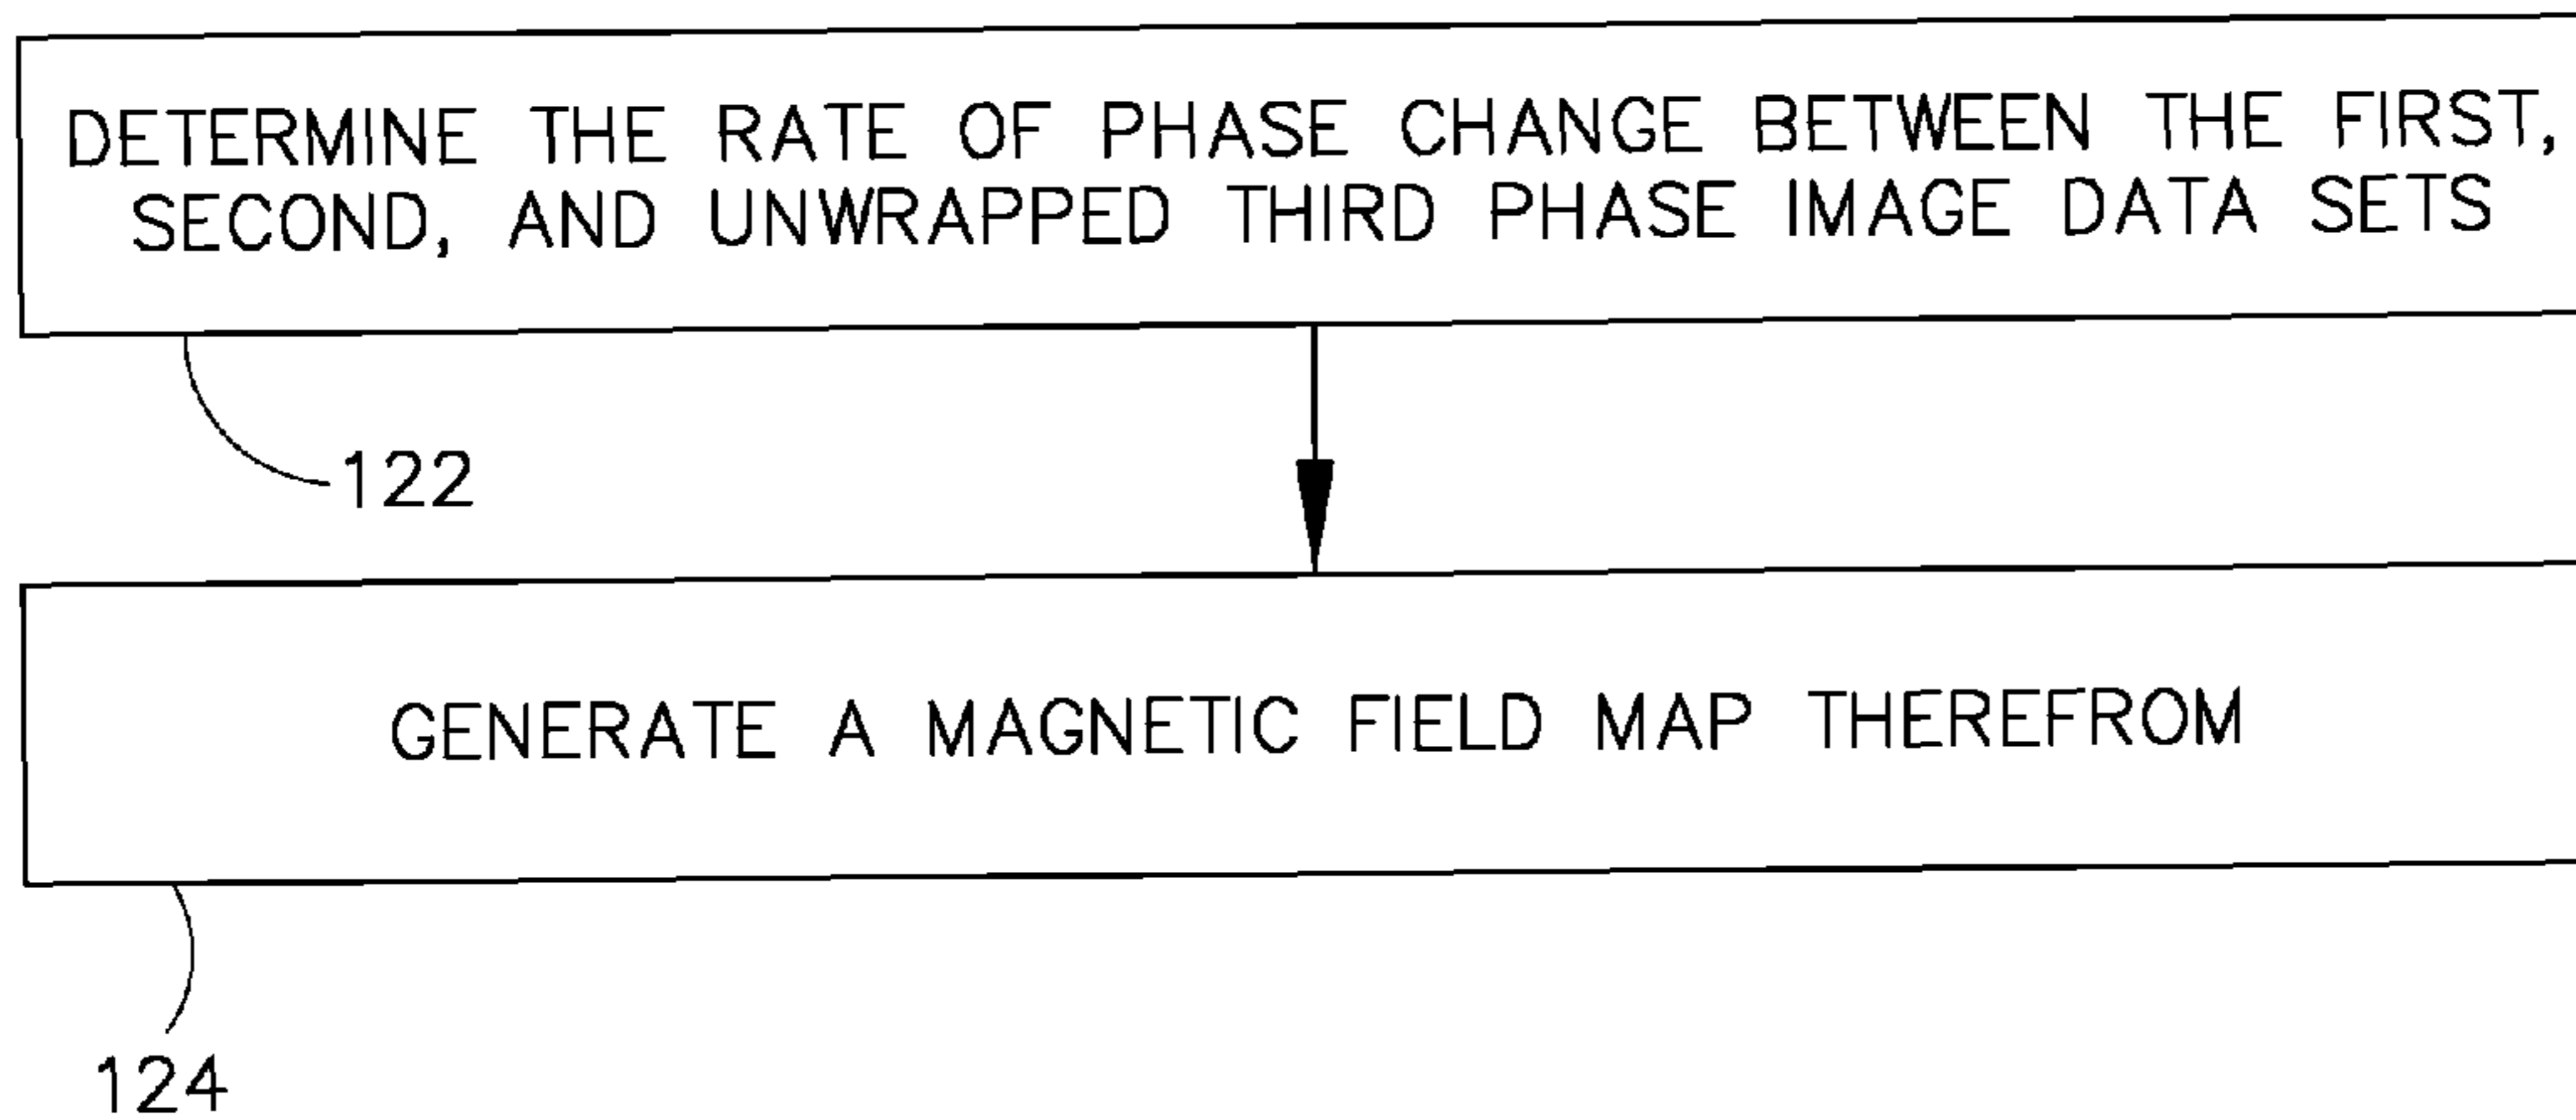 DETERMINE THE RATE OF PHASE CHANGE BETWEEN THE FIRST,
SECOND, AND UNWRAPPED THIRD PHASE IMAGE DATA SETS
122
GENERATE A MAGNETIC FIELD MAP THEREFROM
124